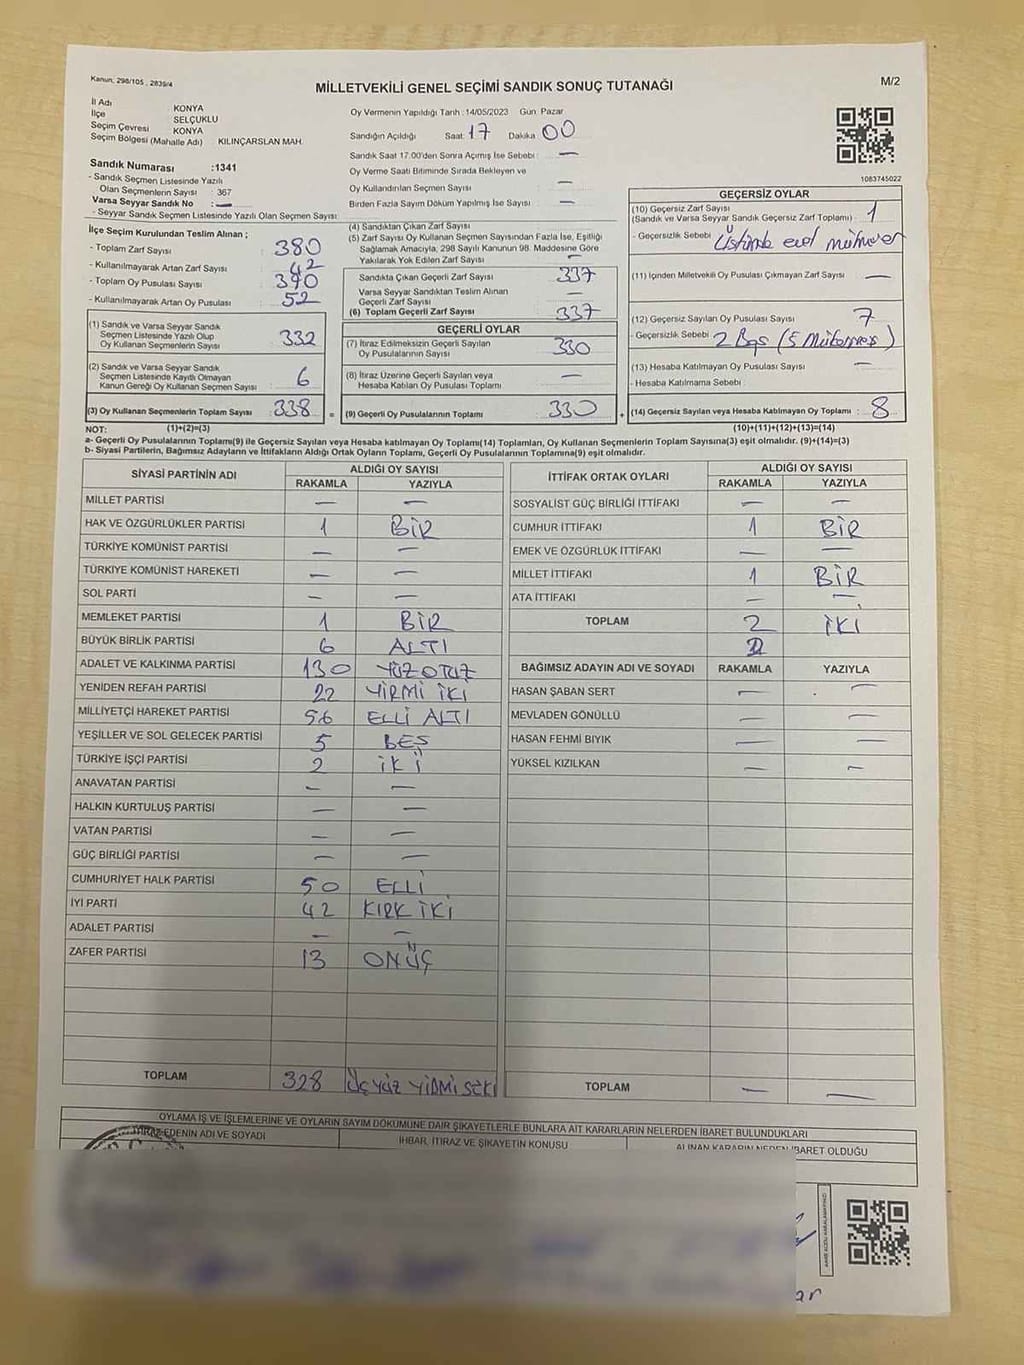 Kanun, 298/105 , 2839/4
MİLLETVEKİLİ GENEL SEÇİMİ SANDIK SONUÇ TUTANAĞI
M/2
İl Adı KONYA
İlçe SELÇUKLU
Seçim Çevresi KONYA
Seçim Bölgesi (Mahalle Adı) KILINÇARSLAN MAH.
Oy Vermenin Yapıldığı Tarih : 14/05/2023 Gün: Pazar
Sandığın Açıldığı Saat: 17 Dakika 00
Sandık Saat 17.00'den Sonra Açımış İse Sebebi : —
Oy Verme Saati Bitiminde Sırada Bekleyen ve
Oy Kullandırılan Seçmen Sayısı —
Birden Fazla Sayım Döküm Yapılmış İse Sayısı : —
1083745022
Sandık Numarası :1341
- Sandık Seçmen Listesinde Yazılı
Olan Seçmenlerin Sayısı : 367
Varsa Seyyar Sandık No : —
- Seyyar Sandık Seçmen Listesinde Yazılı Olan Seçmen Sayısı:
İlçe Seçim Kurulundan Teslim Alınan ;
- Toplam Zarf Sayısı 380
- Kullanılmayarak Artan Zarf Sayısı 42
- Toplam Oy Pusulası Sayısı 390
- Kullanılmayarak Artan Oy Pusulası 52
(1) Sandık ve Varsa Seyyar Sandık
Seçmen Listesinde Yazılı Olup
Oy Kullanan Seçmenlerin Sayısı 332
(2) Sandık ve Varsa Seyyar Sandık
Seçmen Listesinde Kayıtlı Olmayan
Kanun Gereği Oy Kullanan Seçmen Sayısı 6
(3) Oy Kullanan Seçmenlerin Toplam Sayısı : 338 =
(4) Sandıktan Çıkan Zarf Sayısı
(5) Zarf Sayısı Oy Kullanan Seçmen Sayısından Fazla İse, Eşitliği
Sağlamak Amacıyla, 298 Sayılı Kanunun 98. Maddesine Göre
Yakılarak Yok Edilen Zarf Sayısı —
Sandıkta Çıkan Geçerli Zarf Sayısı 337
Varsa Seyyar Sandıktan Teslim Alınan
Geçerli Zarf Sayısı —
(6) Toplam Geçerli Zarf Sayısı 337
GEÇERLİ OYLAR
(7) İtiraz Edilmeksizin Geçerli Sayılan
Oy Pusulalarının Sayısı 330
(8) İtiraz Üzerine Geçerli Sayılan veya
Hesaba Katılan Oy Pusulaları Toplamı —
(9) Geçerli Oy Pusulalarının Toplamı 330 +
GEÇERSİZ OYLAR
(10) Geçersiz Zarf Sayısı
(Sandık ve Varsa Seyyar Sandık Geçersiz Zarf Toplamı) 1
- Geçersizlik Sebebi Üstünde evet
(11) İçinden Milletvekili Oy Pusulası Çıkmayan Zarf Sayısı —
(12) Geçersiz Sayılan Oy Pusulası Sayısı 7
- Geçersizlik Sebebi 2 Boş (5
(13) Hesaba Katılmayan Oy Pusulası Sayısı : —
- Hesaba Katılmama Sebebi :
(14) Geçersiz Sayılan veya Hesaba Katılmayan Oy Toplamı : 8
NOT: (1)+(2)=(3) (10)+(11)+(12)+(13)=(14)
a- Geçerli Oy Pusulalarının Toplamı(9) ile Geçersiz Sayılan veya Hesaba katılmayan Oy Toplamı(14) Toplamları, Oy Kullanan Seçmenlerin Toplam Sayısına(3) eşit olmalıdır. (9)+(14)=(3)
b- Siyasi Partilerin, Bağımsız Adayların ve İttifakların Aldığı Ortak Oyların Toplamı, Geçerli Oy Pusulalarının Toplamına(9) eşit olmalıdır.
SİYASİ PARTİNİN ADI ALDIĞI OY SAYISI
RAKAMLA YAZIYLA
MİLLET PARTİSİ — —
HAK VE ÖZGÜRLÜKLER PARTİSİ 1 BİR
TÜRKİYE KOMÜNİST PARTİSİ — —
TÜRKİYE KOMÜNİST HAREKETİ — —
SOL PARTİ — —
MEMLEKET PARTİSİ 1 BİR
BÜYÜK BİRLİK PARTİSİ 6 ALTI
ADALET VE KALKINMA PARTİSİ 130 YÜZ OTUZ
YENİDEN REFAH PARTİSİ 22 YİRMİ İKİ
MİLLİYETÇİ HAREKET PARTİSİ 56 ELLİ ALTI
YEŞİLLER VE SOL GELECEK PARTİSİ 5 BEŞ
TÜRKİYE İŞÇİ PARTİSİ 2 İKİ
ANAVATAN PARTİSİ — —
HALKIN KURTULUŞ PARTİSİ — —
VATAN PARTİSİ — —
GÜÇ BİRLİĞİ PARTİSİ — —
CUMHURİYET HALK PARTİSİ 50 ELLİ
İYİ PARTİ 42 KIRK İKİ
ADALET PARTİSİ — —
ZAFER PARTİSİ 13 ONÜÇ
TOPLAM 328 ÜÇ YÜZ YİRMİ SEKİ
İTTİFAK ORTAK OYLARI ALDIĞI OY SAYISI
RAKAMLA YAZIYLA
SOSYALİST GÜÇ BİRLİĞİ İTTİFAKI — —
CUMHUR İTTİFAKI 1 BİR
EMEK VE ÖZGÜRLÜK İTTİFAKI — —
MİLLET İTTİFAKI 1 BİR
ATA İTTİFAKI — —
TOPLAM 2 İKİ
2
BAĞIMSIZ ADAYIN ADI VE SOYADI RAKAMLA YAZIYLA
HASAN ŞABAN SERT — —
MEVLADEN GÖNÜLLÜ — —
HASAN FEHMİ BIYIK — —
YÜKSEL KIZILKAN — —
TOPLAM — —
OYLAMA İŞ VE İŞLEMLERİNE VE OYLARIN SAYIM DÖKÜMÜNE DAİR ŞİKAYETLERLE BUNLARA AİT KARARLARIN NELERDEN İBARET BULUNDUKLARI
İTİRAZ EDENİN ADI VE SOYADI
İHBAR, İTİRAZ VE ŞİKAYETİN KONUSU
ALINAN KARARIN NEDEN İBARET OLDUĞU